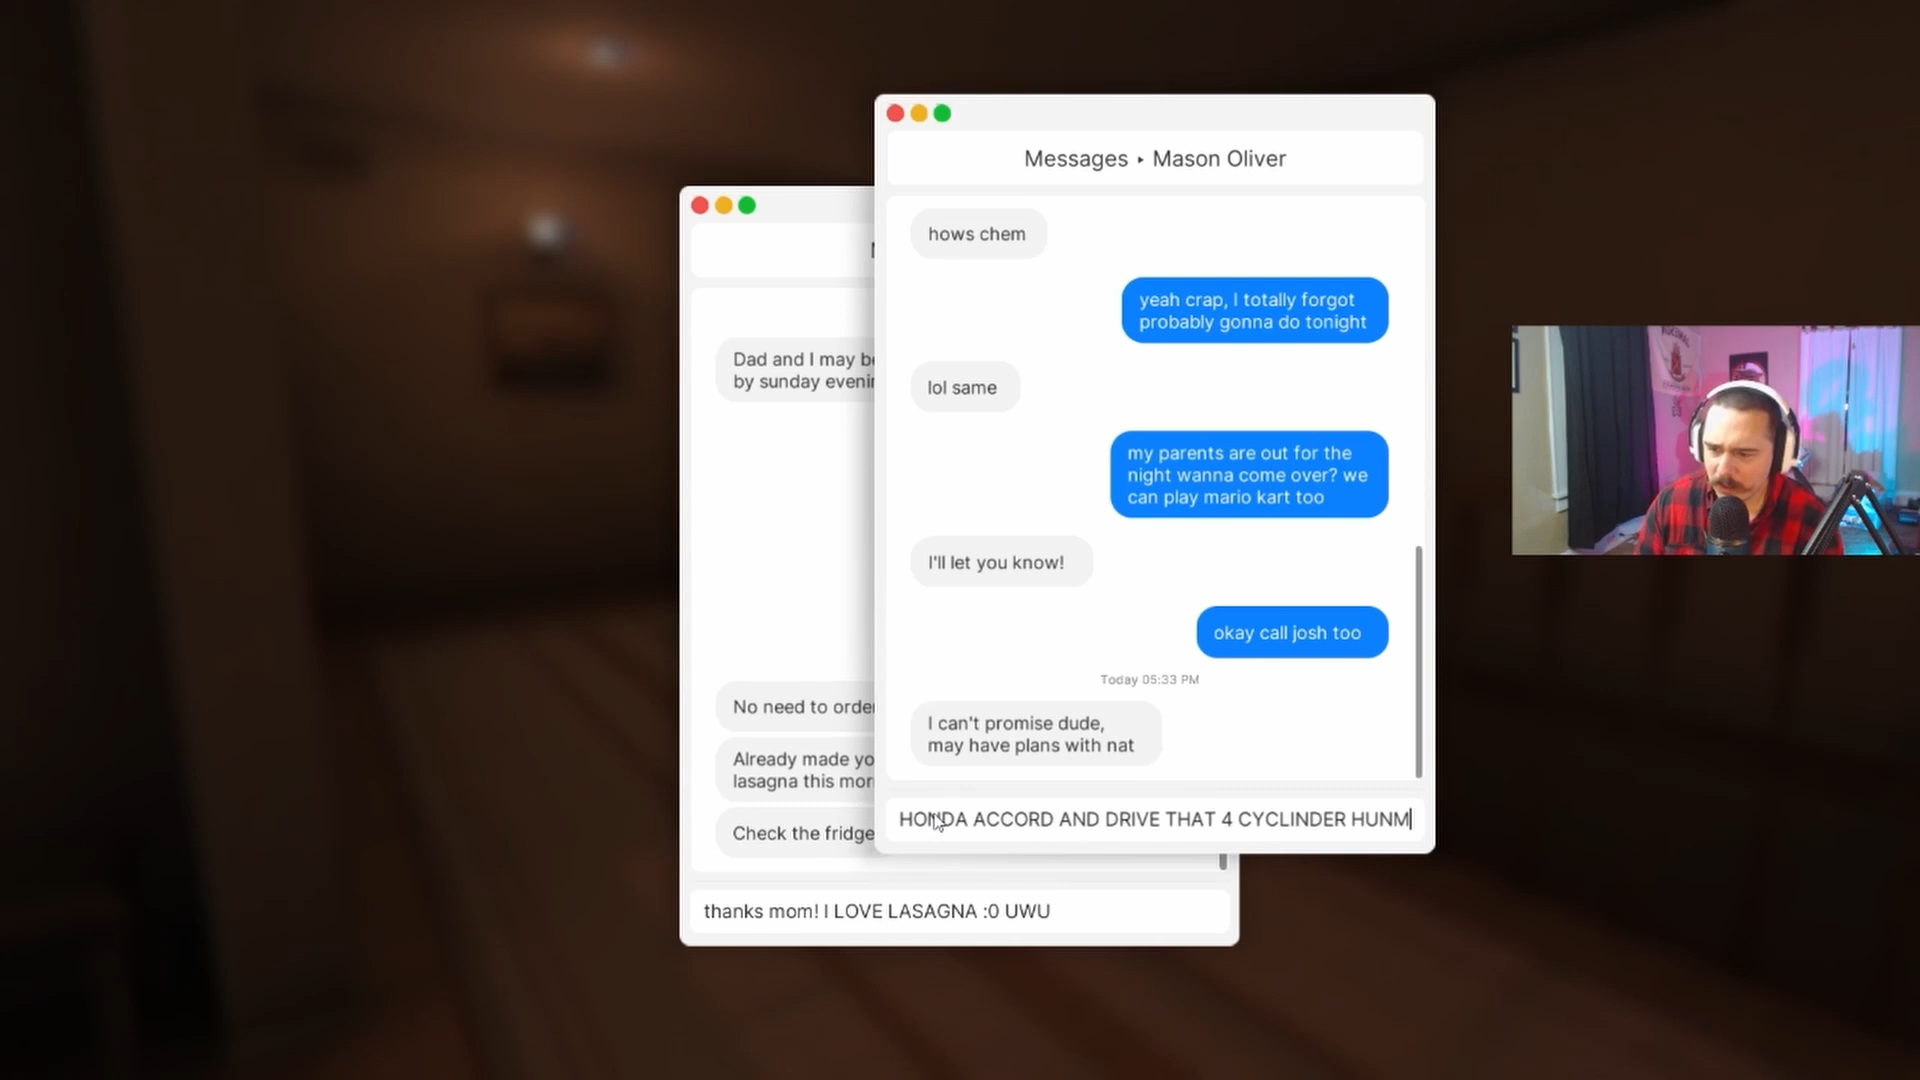 Messages ‣ Mason Oliver
hows chem
yeah crap, I totally forgot
probably gonna do tonight
lol same
my parents are out for the
night wanna come over? we
can play mario kart too
I'll let you know!
okay call josh too
Today 05:33 PM
I can't promise dude,
may have plans with nat
HONDA ACCORD AND DRIVE THAT 4 CYCLINDER HUNM
Dad and I may
by sunday
No need to
Already made
lasagna this
Check the fridge
thanks mom! I LOVE LASAGNA :0 UWU